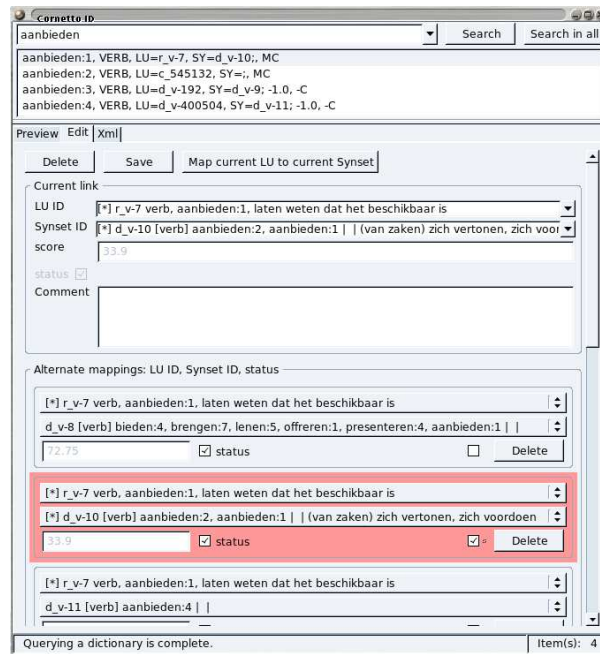 Cornetto ID
aanbieden
Search
Search in all
aanbieden:1, VERB, LU=r_v-7, SY=d_v-10;, MC
aanbieden:2, VERB, LU=c_545132, SY=;, MC
aanbieden:3, VERB, LU=d_v-192, SY=d_v-9; -1.0, -C
aanbieden:4, VERB, LU=d_v-400504, SY=d_v-11; -1.0, -C
Preview Edit Xml
Delete Save Map current LU to current Synset
Current link
LU ID [*] r_v-7 verb, aanbieden:1, laten weten dat het beschikbaar is
Synset ID [*] d_v-10 [verb] aanbieden:2, aanbieden:1 | | (van zaken) zich vertonen, zich voor
score 33.9
status
Comment
Alternate mappings: LU ID, Synset ID, status
[*] r_v-7 verb, aanbieden:1, laten weten dat het beschikbaar is
d_v-8 [verb] bieden:4, brengen:7, lenen:5, offreren:1, presenteren:4, aanbieden:1 | |
72.75 status Delete
[*] r_v-7 verb, aanbieden:1, laten weten dat het beschikbaar is
[*] d_v-10 [verb] aanbieden:2, aanbieden:1 | | (van zaken) zich vertonen, zich voordoen
33.9 status Delete
[*] r_v-7 verb, aanbieden:1, laten weten dat het beschikbaar is
d_v-11 [verb] aanbieden:4 | |
Querying a dictionary is complete. Item(s): 4